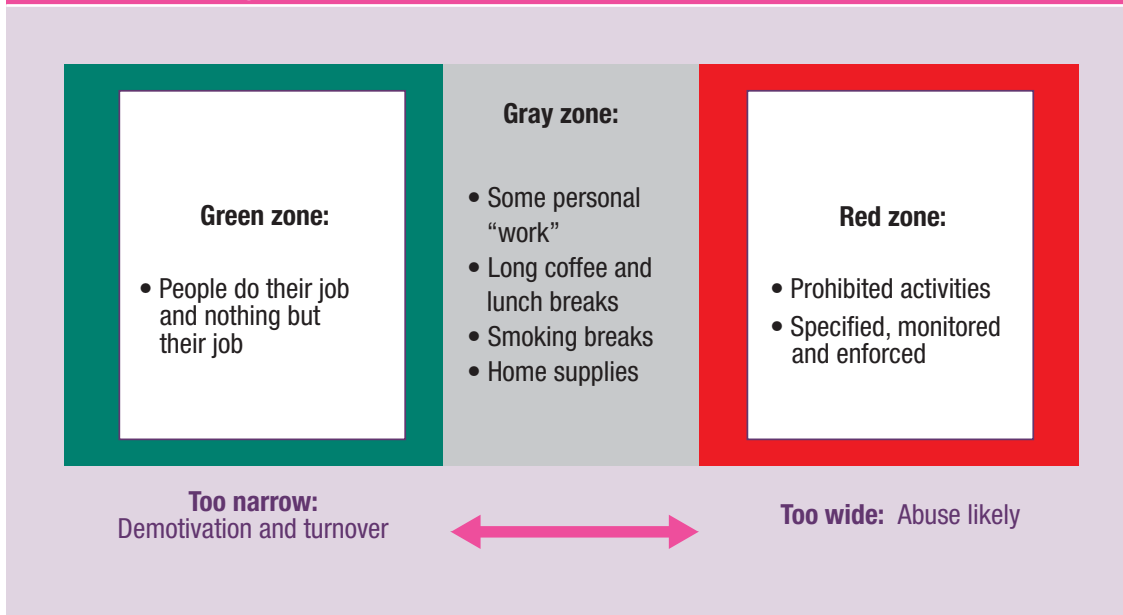 Green zone:
• People do their job
and nothing but
their job
Gray zone:
• Some personal
“work”
• Long coffee and
lunch breaks
• Smoking breaks
• Home supplies
Red zone:
• Prohibited activities
• Specified, monitored
and enforced
Too narrow:
Demotivation and turnover
Too wide: Abuse likely